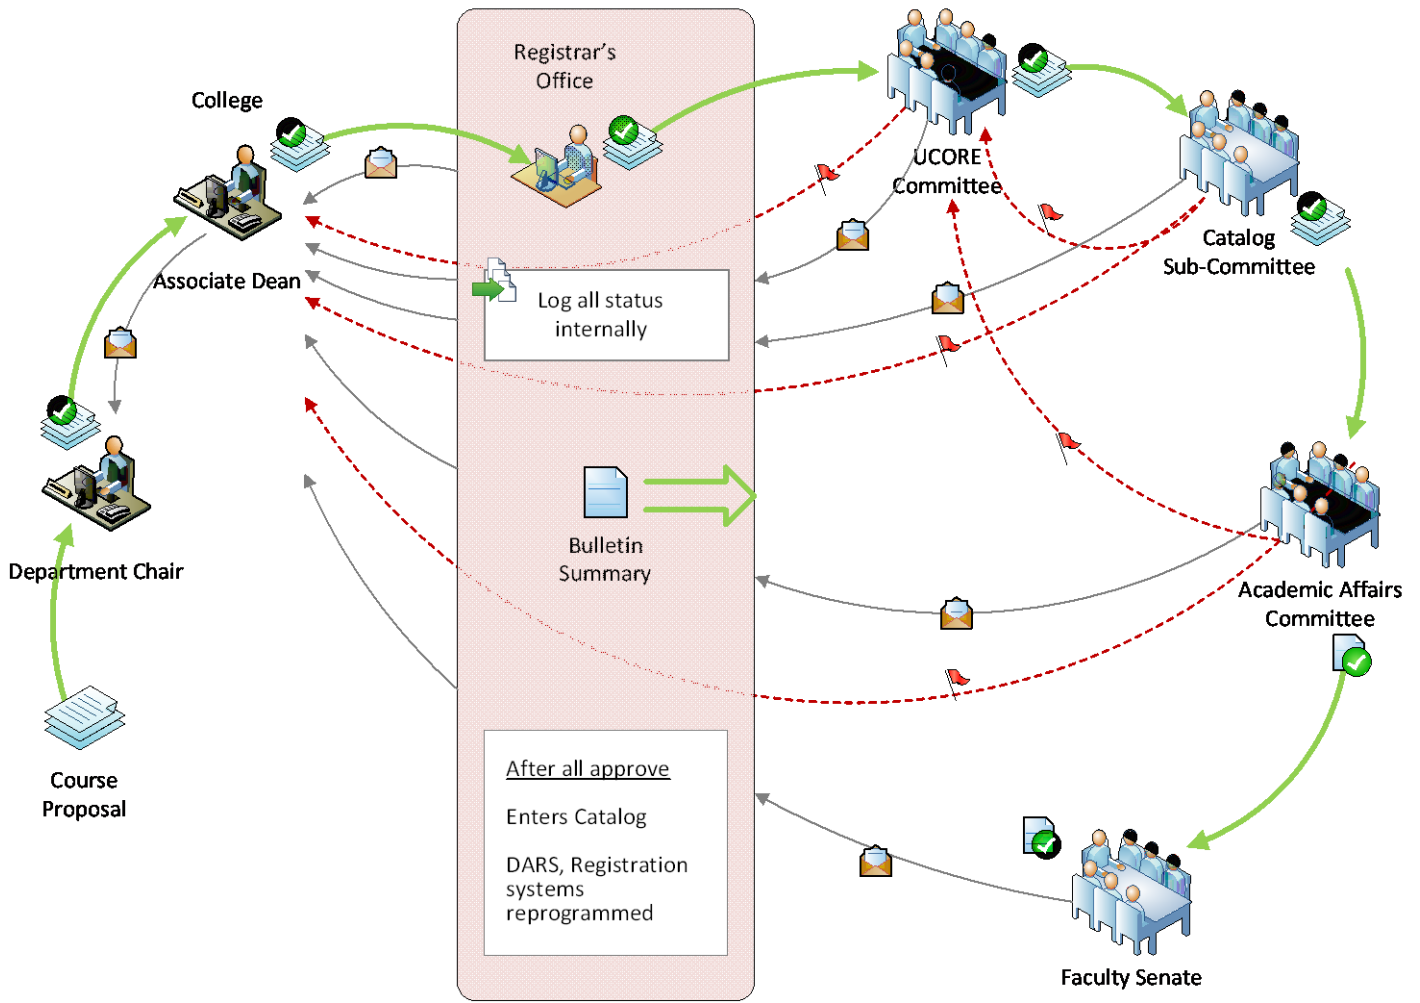 College
Associate Dean
Department Chair
Course
Proposal
Registrar's
Office
Log all status
internally
Bulletin
Summary
After all approve
Enters Catalog
DARS, Registration
systems
reprogrammed
UCORE
Committee
Catalog
Sub-Committee
Academic Affairs
Committee
Faculty Senate